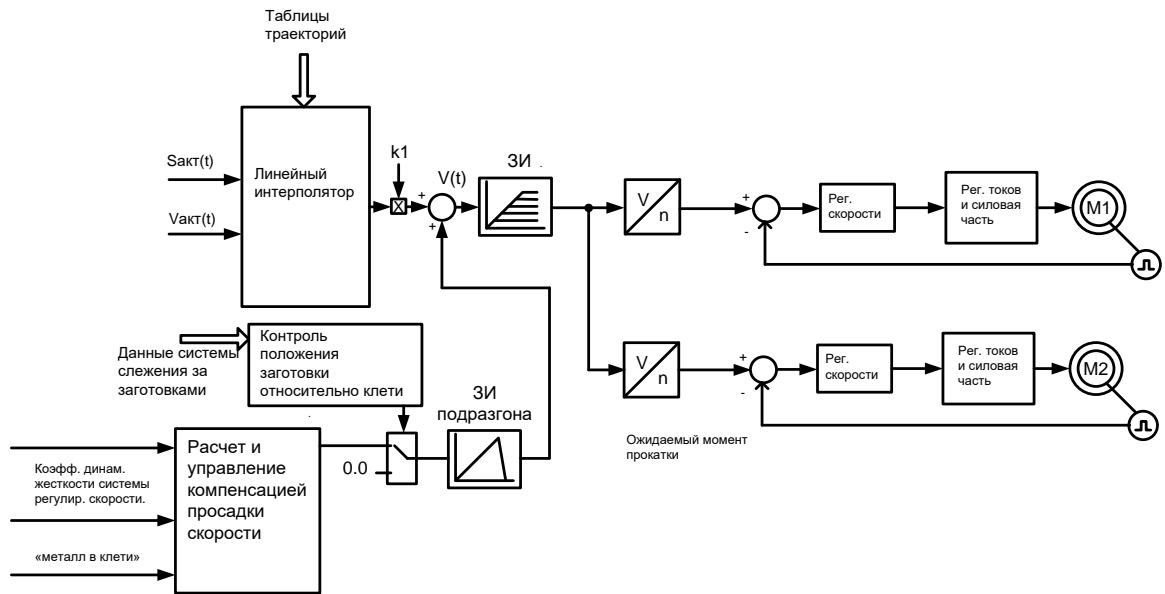 Таблицы
траекторий
Sакт(t)
Vакт(t)
Линейный
интерполятор
k1
+
V(t)
+
ЗИ
V
n
+
-
Рег.
скорости
Рег. токов
и силовая
часть
M1
Данные системы
слежения за
заготовками
Контроль
положения
заготовки
относительно клети
V
n
+
-
Рег.
скорости
Рег. токов
и силовая
часть
M2
ЗИ
подразгона
0.0
Ожидаемый момент
прокатки
Расчет и
управление
компенсацией
просадки
скорости
Коэфф. динам.
жесткости системы
регулир. скорости.
«металл в клети»